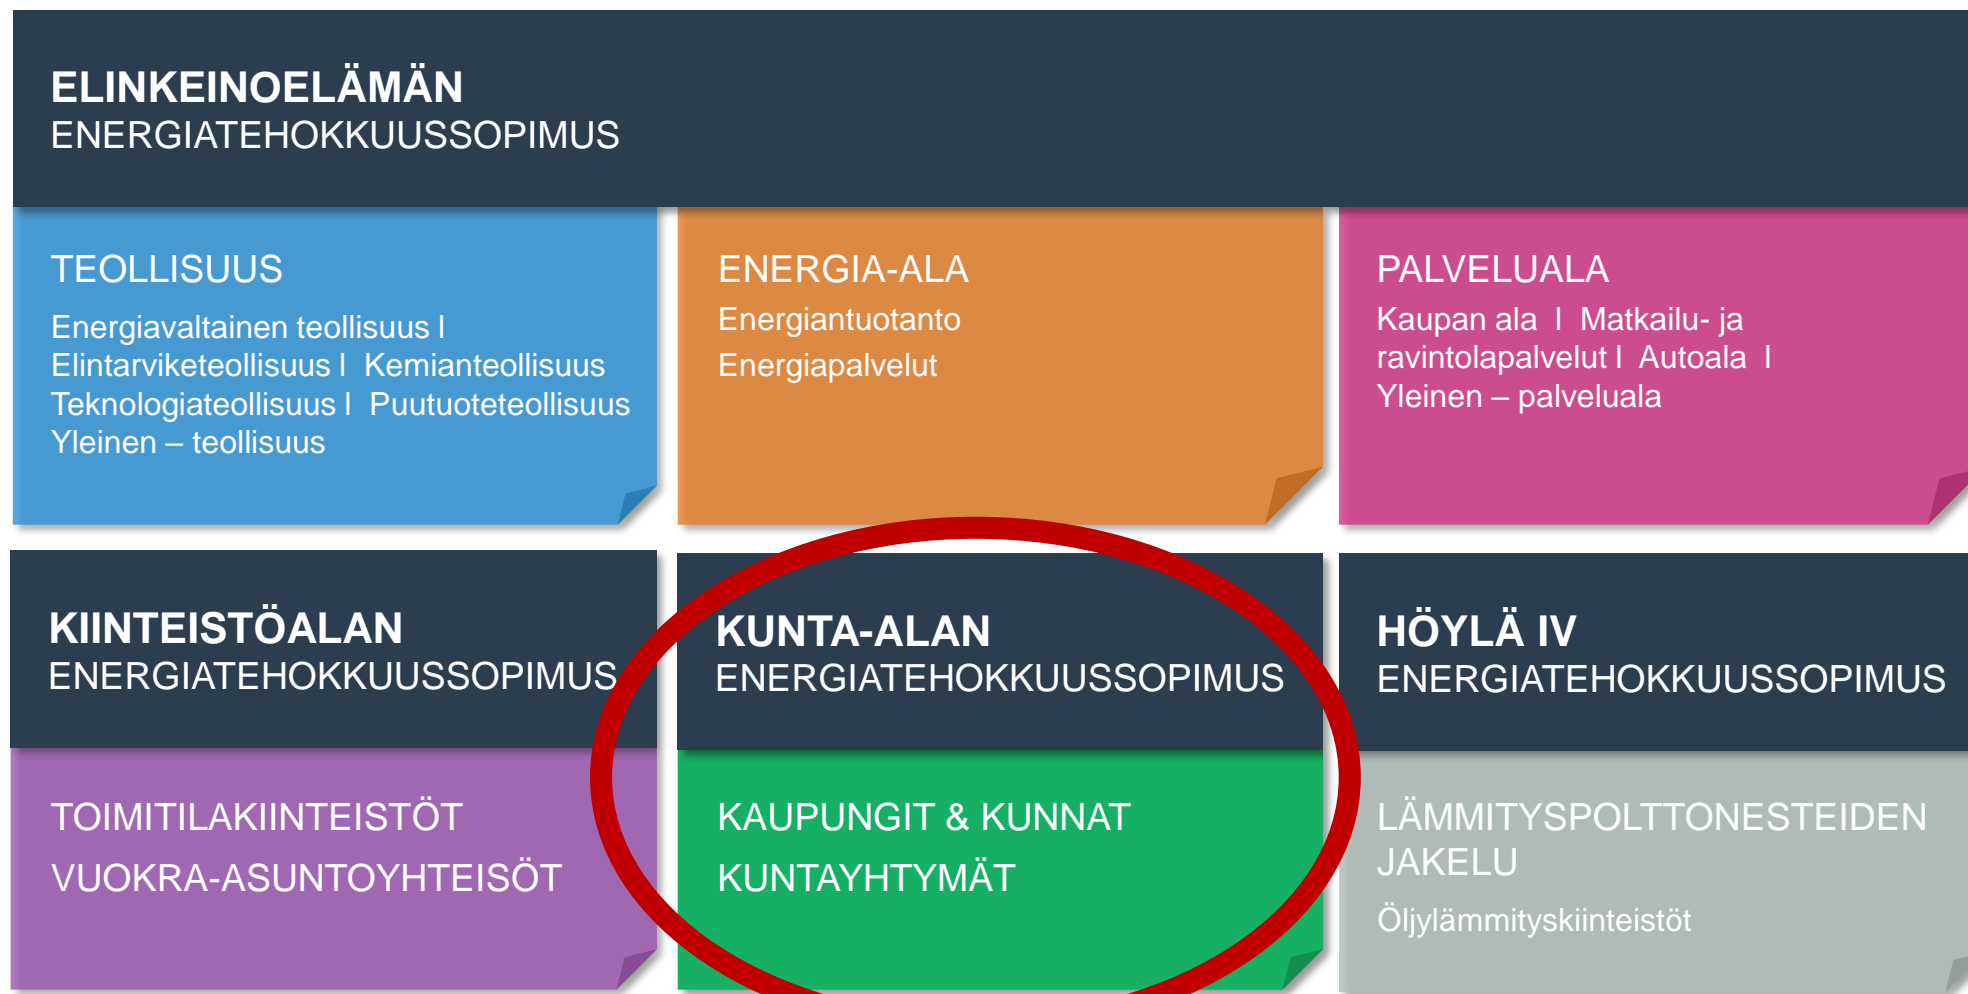 ELINKEINOELÄMÄN
ENERGIATEHOKKUUSSOPIMUS
TEOLLISUUS
Energiavaltainen teollisuus l
Elintarviketeollisuus l Kemianteollisuus
Teknologiateollisuus l Puutuoteteollisuus
Yleinen – teollisuus
ENERGIA-ALA
Energiantuotanto
Energiapalvelut
PALVELUALA
Kaupan ala l Matkailu- ja
ravintolapalvelut l Autoala l
Yleinen – palveluala
KIINTEISTÖALAN
ENERGIATEHOKKUUSSOPIMUS
TOIMITILAKIINTEISTÖT
VUOKRA-ASUNTOYHTEISÖT
KUNTA-ALAN
ENERGIATEHOKKUUSSOPIMUS
KAUPUNGIT & KUNNAT
KUNTAYHTYMÄT
HÖYLÄ IV
ENERGIATEHOKKUUSSOPIMUS
LÄMMITYSPOLTTONESTEIDEN
JAKELU
Öljylämmityskiinteistöt